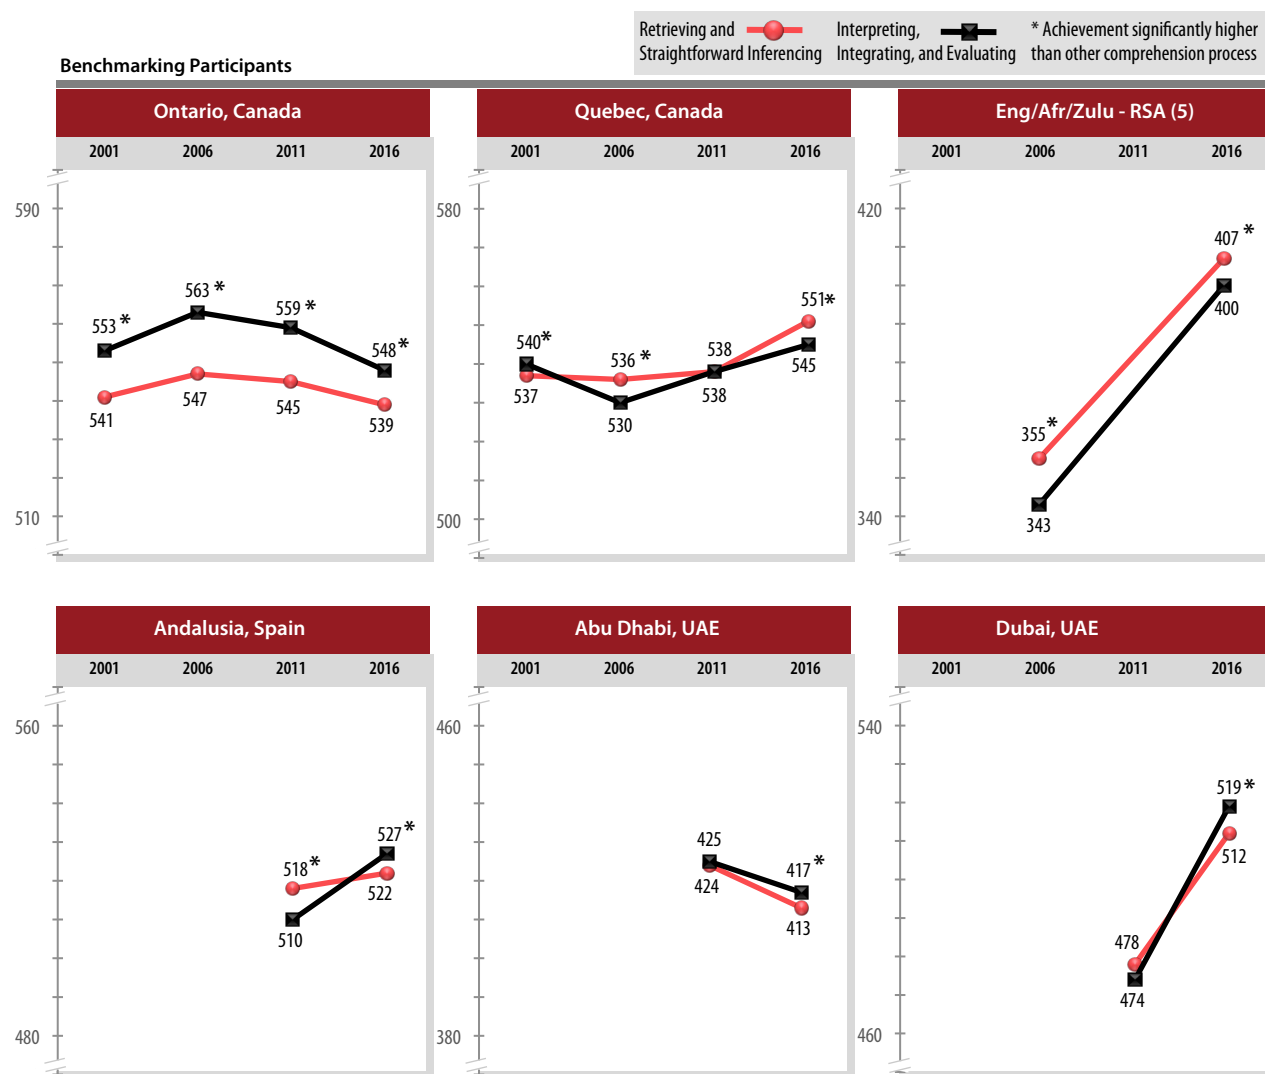 Retrieving and Interpreting, * Achievement significantly higher
Straightforward Inferencing Integrating, and Evaluating than other comprehension process
Benchmarking Participants
Ontario, Canada
2001 2006 2011 2016
590
553 * 563 * 559 * 548 *
541 547 545 539
510
Quebec, Canada
2001 2006 2011 2016
580
540* 536 * 538 551*
537 530 538 545
500
Eng/Afr/Zulu - RSA (5)
2001 2006 2011 2016
420
407 *
400
355 *
343
340
Andalusia, Spain
2001 2006 2011 2016
560
518 * 527 *
510 522
480
Abu Dhabi, UAE
2001 2006 2011 2016
460
425 417 *
424 413
380
Dubai, UAE
2001 2006 2011 2016
540
519 *
512
478
474
460